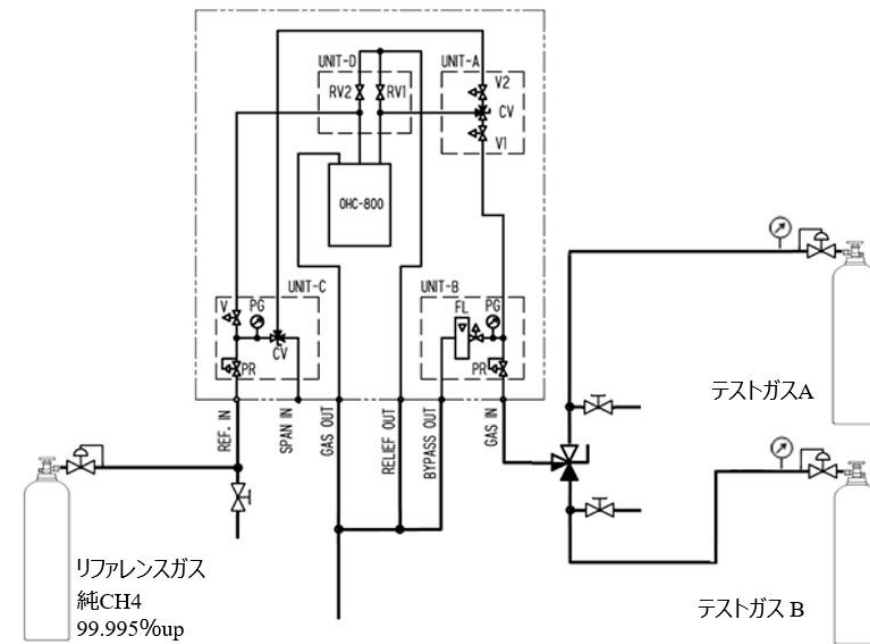 UNIT-D
UNIT-A
RV2
RV1
V2
CV
V1
OHC-800
UNIT-C
UNIT-B
V
PG
FL
PG
CV
PR
PR
REF. IN
SPAN IN
GAS OUT
RELIEF OUT
BYPASS OUT
GAS IN
テストガスA
リファレンスガス
純CH4
99.995%up
テストガス B